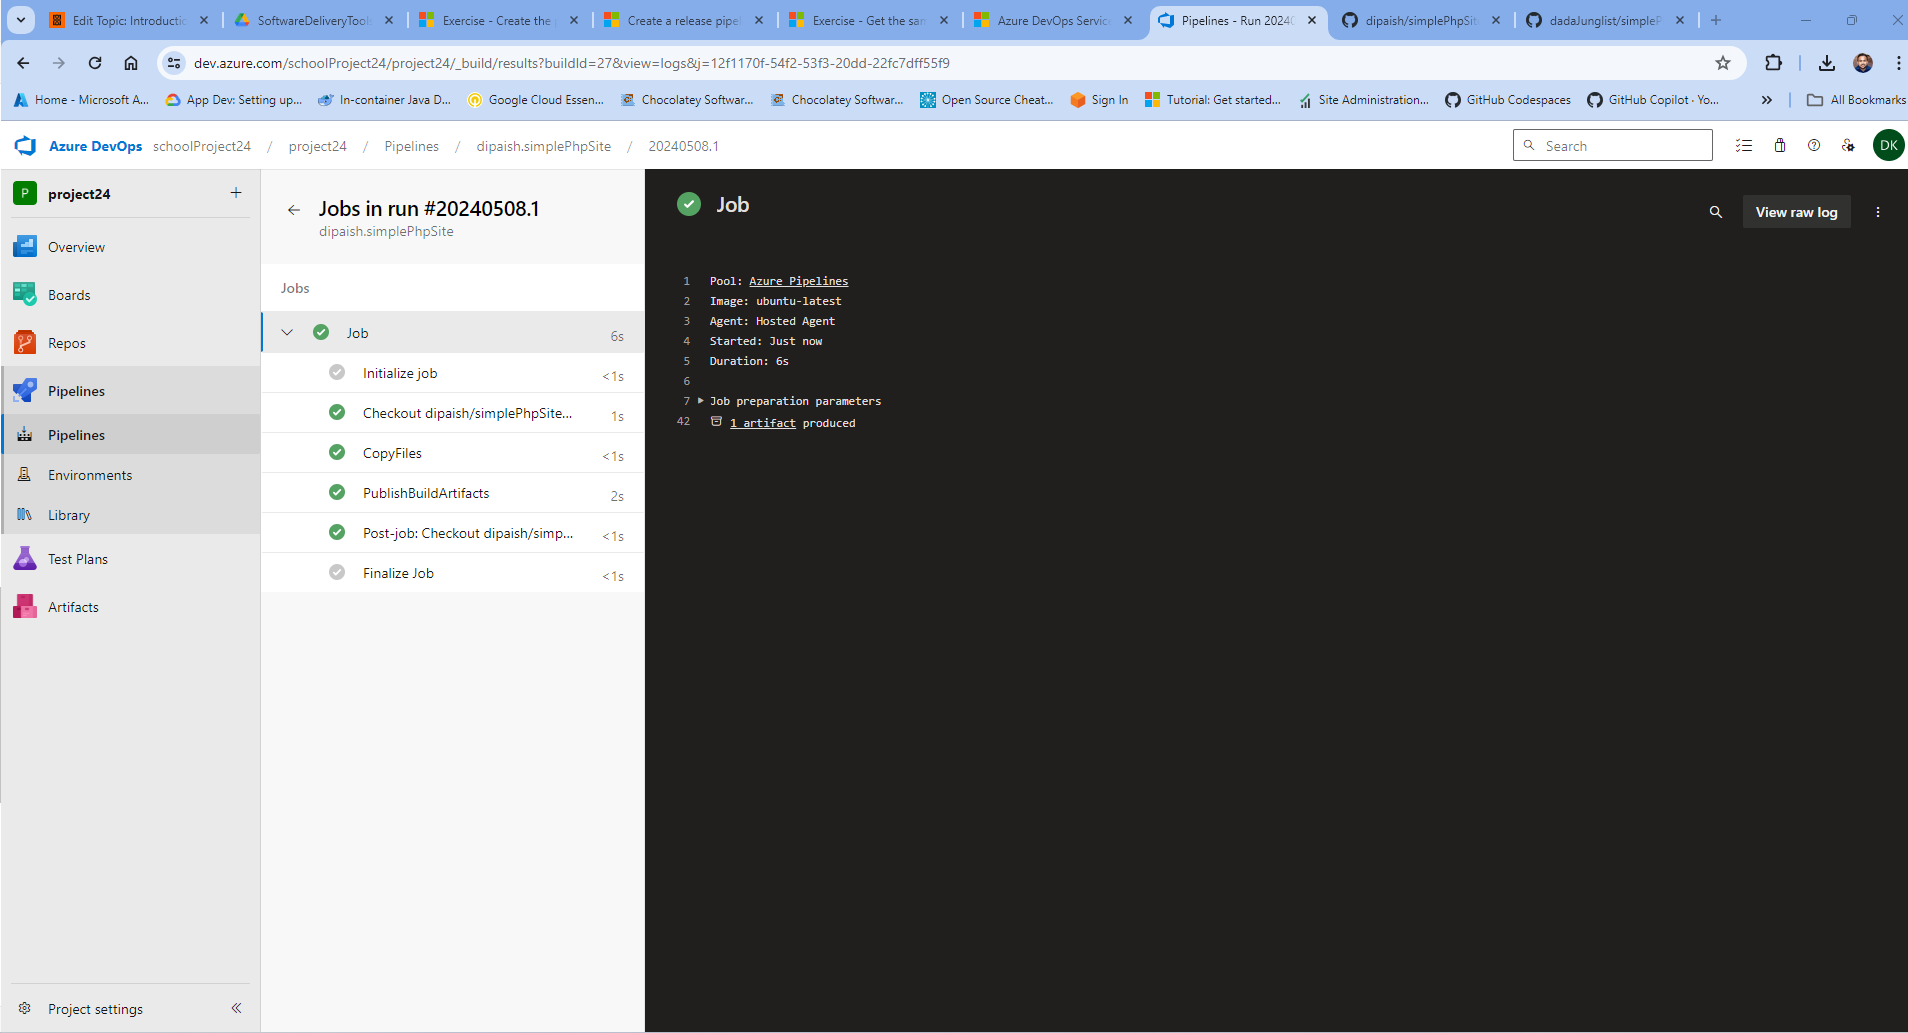 Edit Topic: Introductic
SoftwareDeliveryTool
Exercise - Create the
Create a release pipel
Exercise - Get the sam
Azure DevOps Service
Pipelines - Run 20240
dipaish/simplePhpSit
dadaJunglist/simpleP
dev.azure.com/schoolProject24/project24/_build/results?buildId=27&view=logs&j=12f1170f-54f2-53f3-20dd-22fc7dff55f9
Home - Microsoft A...
App Dev: Setting up...
In-container Java D...
Google Cloud Essen...
Chocolatey Softwar...
Chocolatey Softwar...
Open Source Cheat...
Sign In
Tutorial: Get started...
Site Administration...
GitHub Codespaces
GitHub Copilot · Yo...
All Bookmarks
Azure DevOps schoolProject24 / project24 / Pipelines / dipaish.simplePhpSite / 20240508.1
Search
DK
P project24
Overview
Boards
Repos
Pipelines
Pipelines
Environments
Library
Test Plans
Artifacts
Project settings
Jobs in run #20240508.1
dipaish.simplePhpSite
Jobs
Job 6s
Initialize job <1s
Checkout dipaish/simplePhpSite... 1s
CopyFiles <1s
PublishBuildArtifacts 2s
Post-job: Checkout dipaish/simp... <1s
Finalize Job <1s
Job
View raw log
1 Pool: Azure Pipelines
2 Image: ubuntu-latest
3 Agent: Hosted Agent
4 Started: Just now
5 Duration: 6s
6
7 Job preparation parameters
42 1 artifact produced